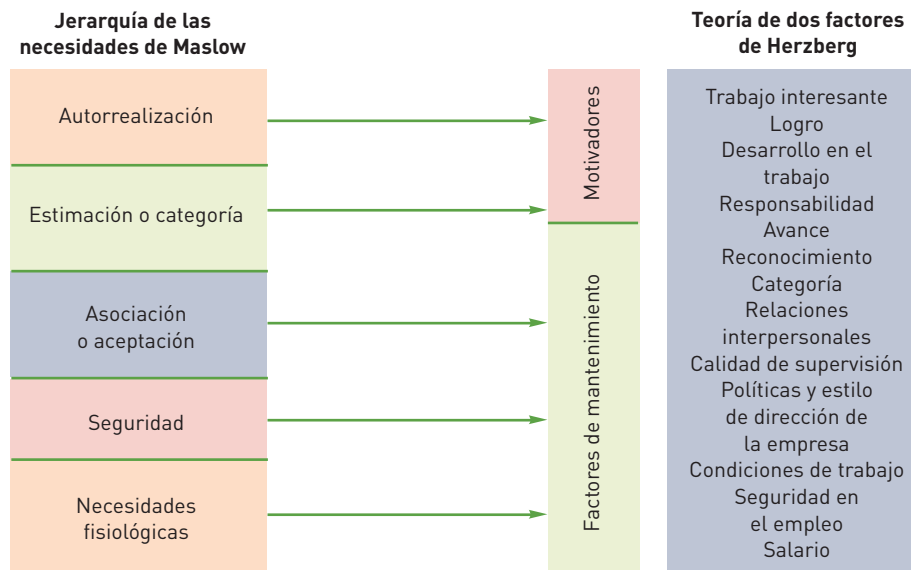 Jerarquía de las
necesidades de Maslow
Autorrealización
Estimación o categoría
Asociación
o aceptación
Seguridad
Necesidades
fisiológicas
Motivadores
Factores de mantenimiento
Teoría de dos factores
de Herzberg
Trabajo interesante
Logro
Desarrollo en el
trabajo
Responsabilidad
Avance
Reconocimiento
Categoría
Relaciones
interpersonales
Calidad de supervisión
Políticas y estilo
de dirección de
la empresa
Condiciones de trabajo
Seguridad en
el empleo
Salario